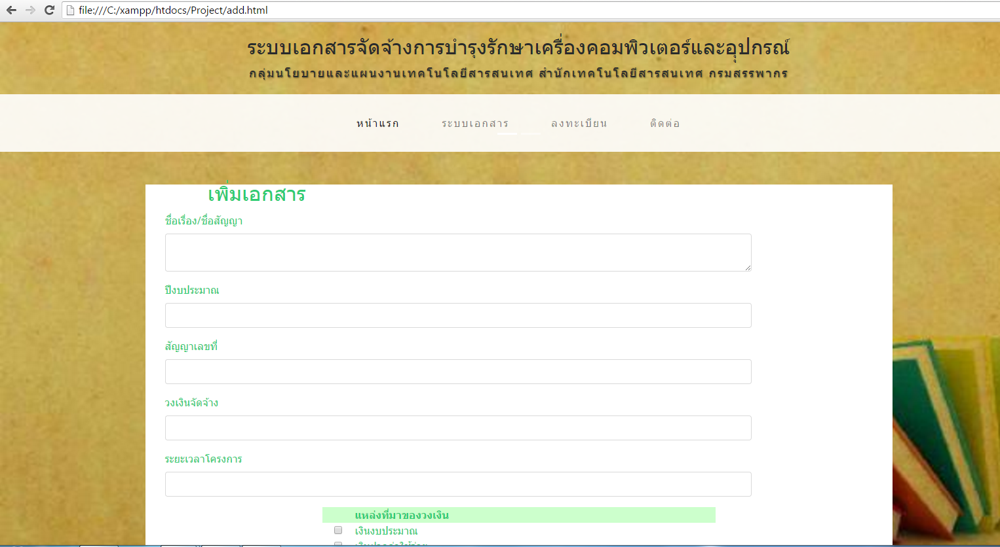 file:///C:/xampp/htdocs/Project/add.html
ระบบเอกสารจัดจ้างการบำรุงรักษาเครื่องคอมพิวเตอร์และอุปกรณ์
กลุ่มนโยบายและแผนงานเทคโนโลยีสารสนเทศ สำนักเทคโนโลยีสารสนเทศ กรมสรรพากร
หน้าแรก ระบบเอกสาร ลงทะเบียน ติดต่อ
เพิ่มเอกสาร
ชื่อเรื่อง/ชื่อสัญญา
ปีงบประมาณ
สัญญาเลขที่
วงเงินจัดจ้าง
ระยะเวลาโครงการ
แหล่งที่มาของวงเงิน
เงินงบประมาณ